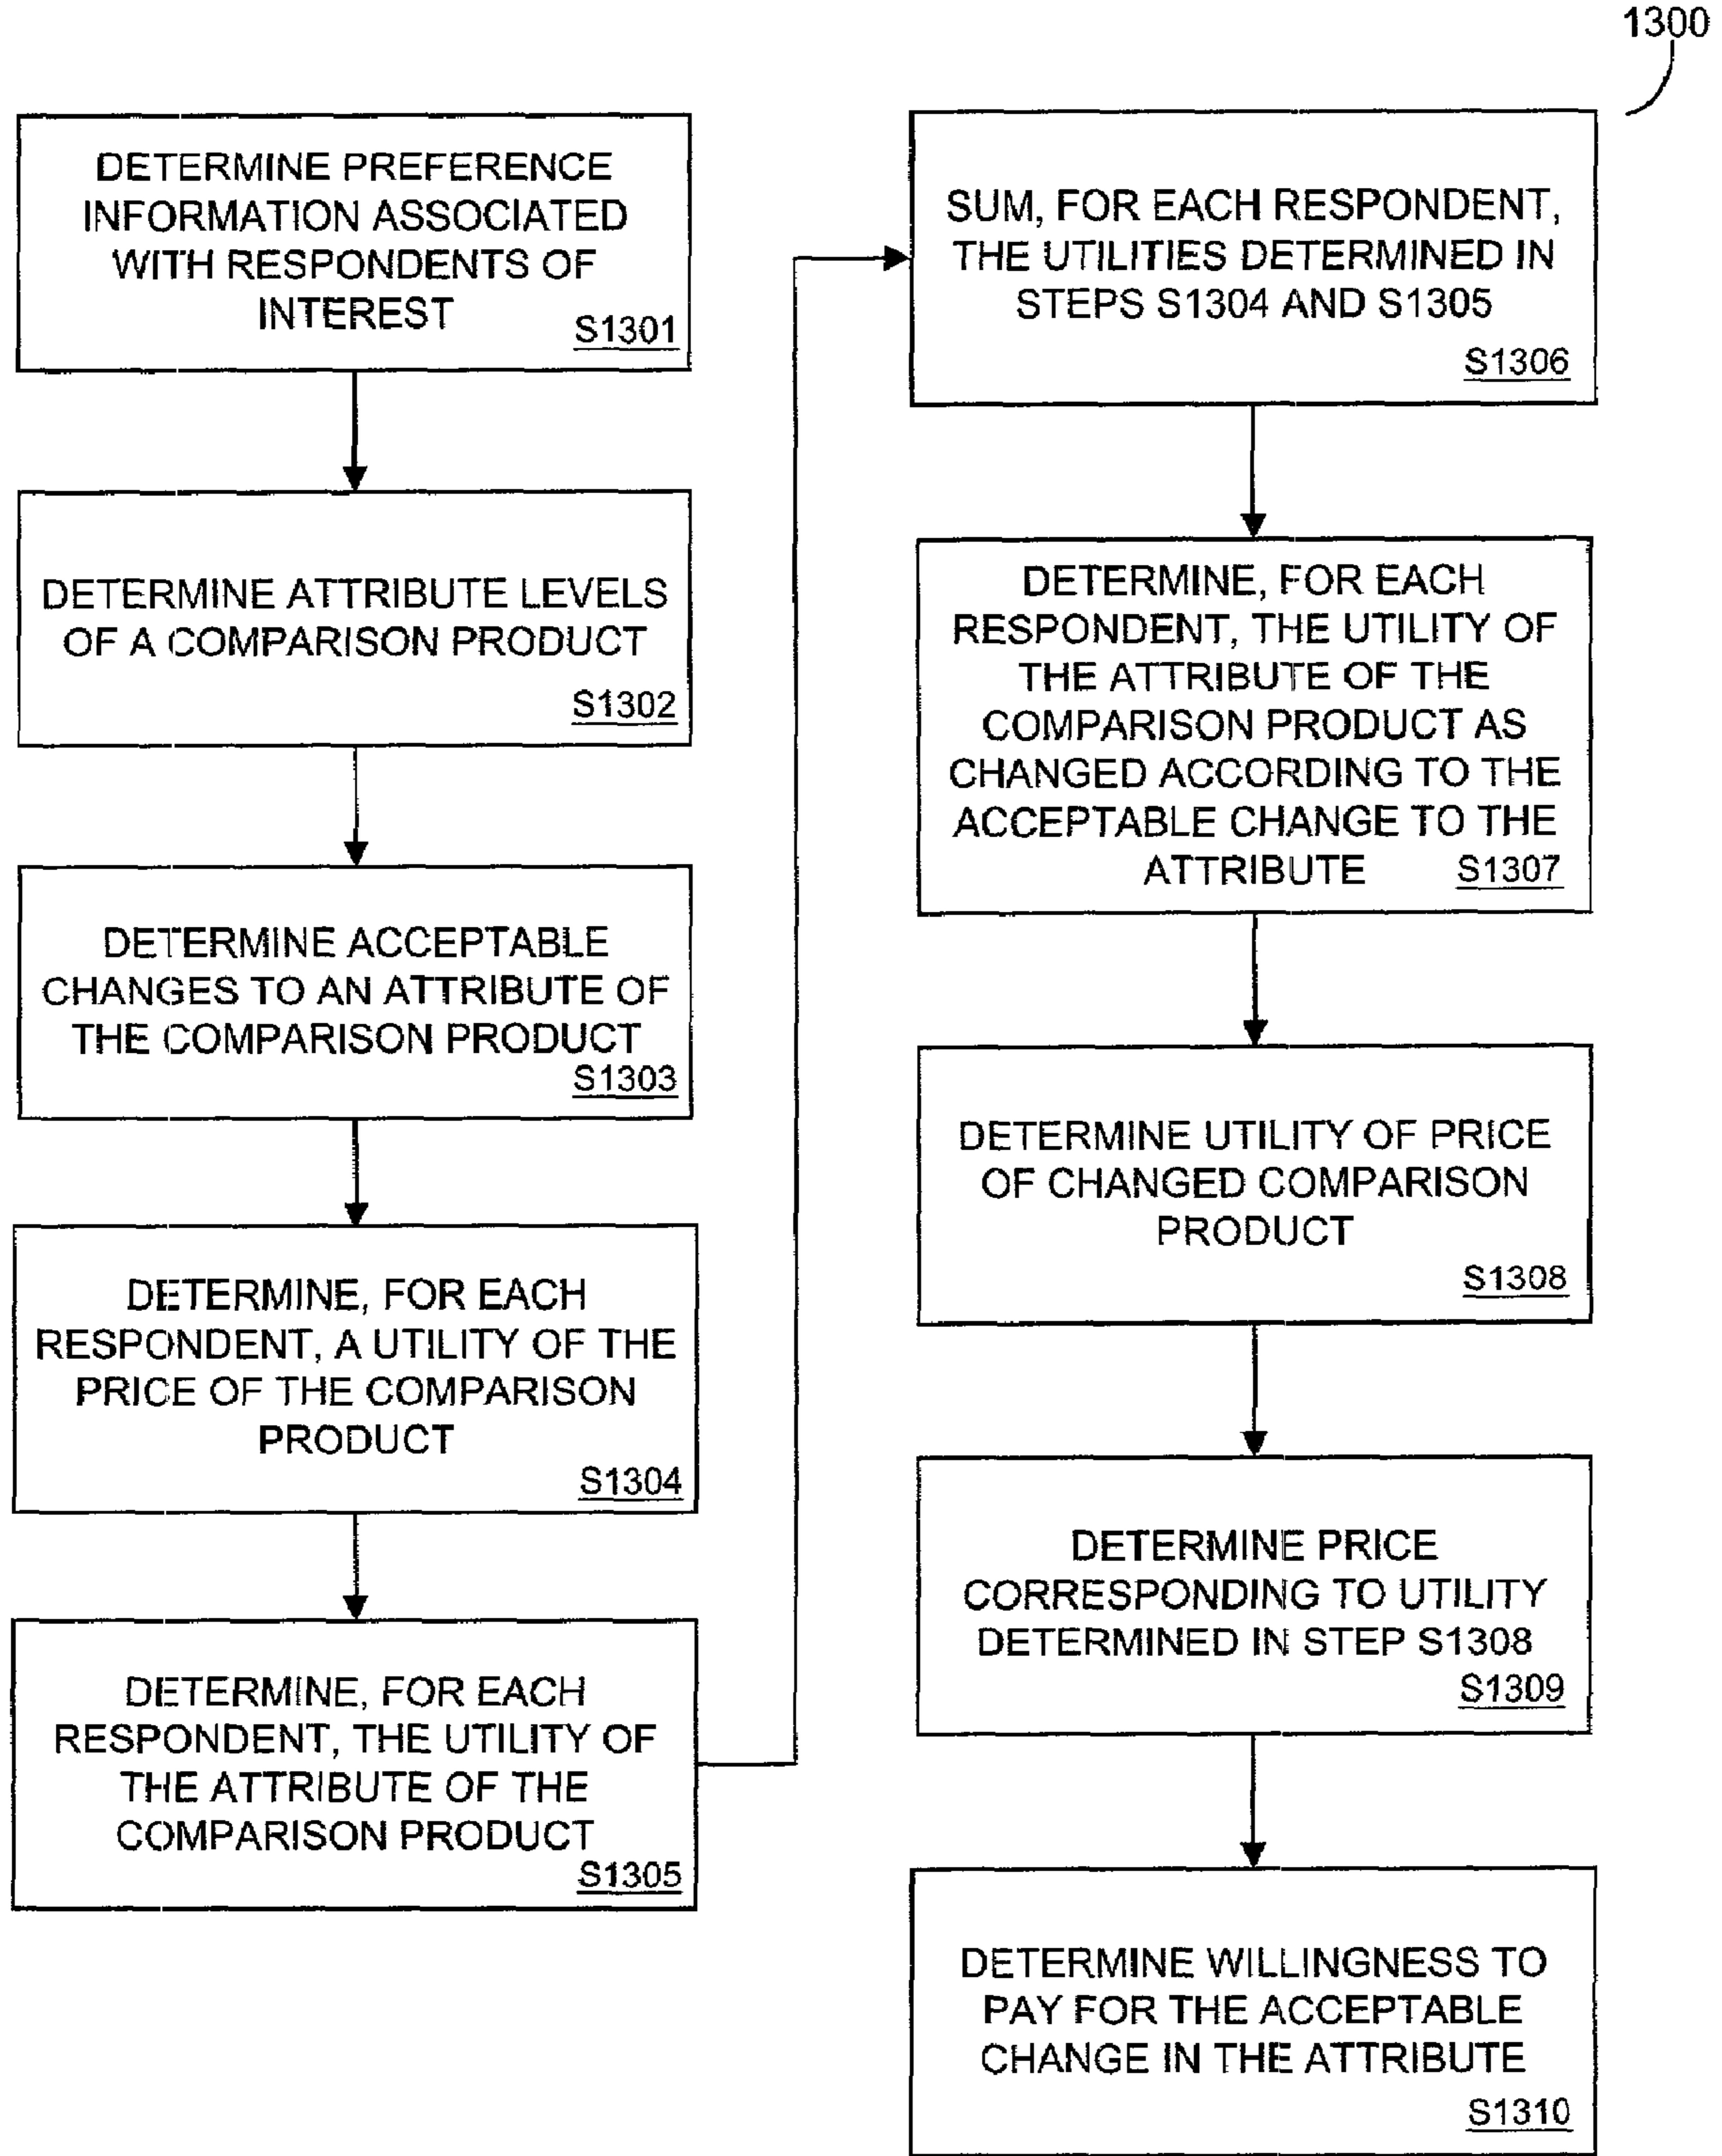 1300
DETERMINE PREFERENCE
INFORMATION ASSOCIATED
WITH RESPONDENTS OF
INTEREST
S1301
DETERMINE ATTRIBUTE LEVELS
OF A COMPARISON PRODUCT
S1302
DETERMINE ACCEPTABLE
CHANGES TO AN ATTRIBUTE OF
THE COMPARISON PRODUCT
S1303
DETERMINE, FOR EACH
RESPONDENT, A UTILITY OF THE
PRICE OF THE COMPARISON
PRODUCT
S1304
DETERMINE, FOR EACH
RESPONDENT, THE UTILITY OF
THE ATTRIBUTE OF THE
COMPARISON PRODUCT
S1305
SUM, FOR EACH RESPONDENT,
THE UTILITIES DETERMINED IN
STEPS S1304 AND S1305
S1306
DETERMINE, FOR EACH
RESPONDENT, THE UTILITY OF
THE ATTRIBUTE OF THE
COMPARISON PRODUCT AS
CHANGED ACCORDING TO THE
ACCEPTABLE CHANGE TO THE
ATTRIBUTE S1307
DETERMINE UTILITY OF PRICE
OF CHANGED COMPARISON
PRODUCT
S1308
DETERMINE PRICE
CORRESPONDING TO UTILITY
DETERMINED IN STEP S1308
S1309
DETERMINE WILLINGNESS TO
PAY FOR THE ACCEPTABLE
CHANGE IN THE ATTRIBUTE
S1310